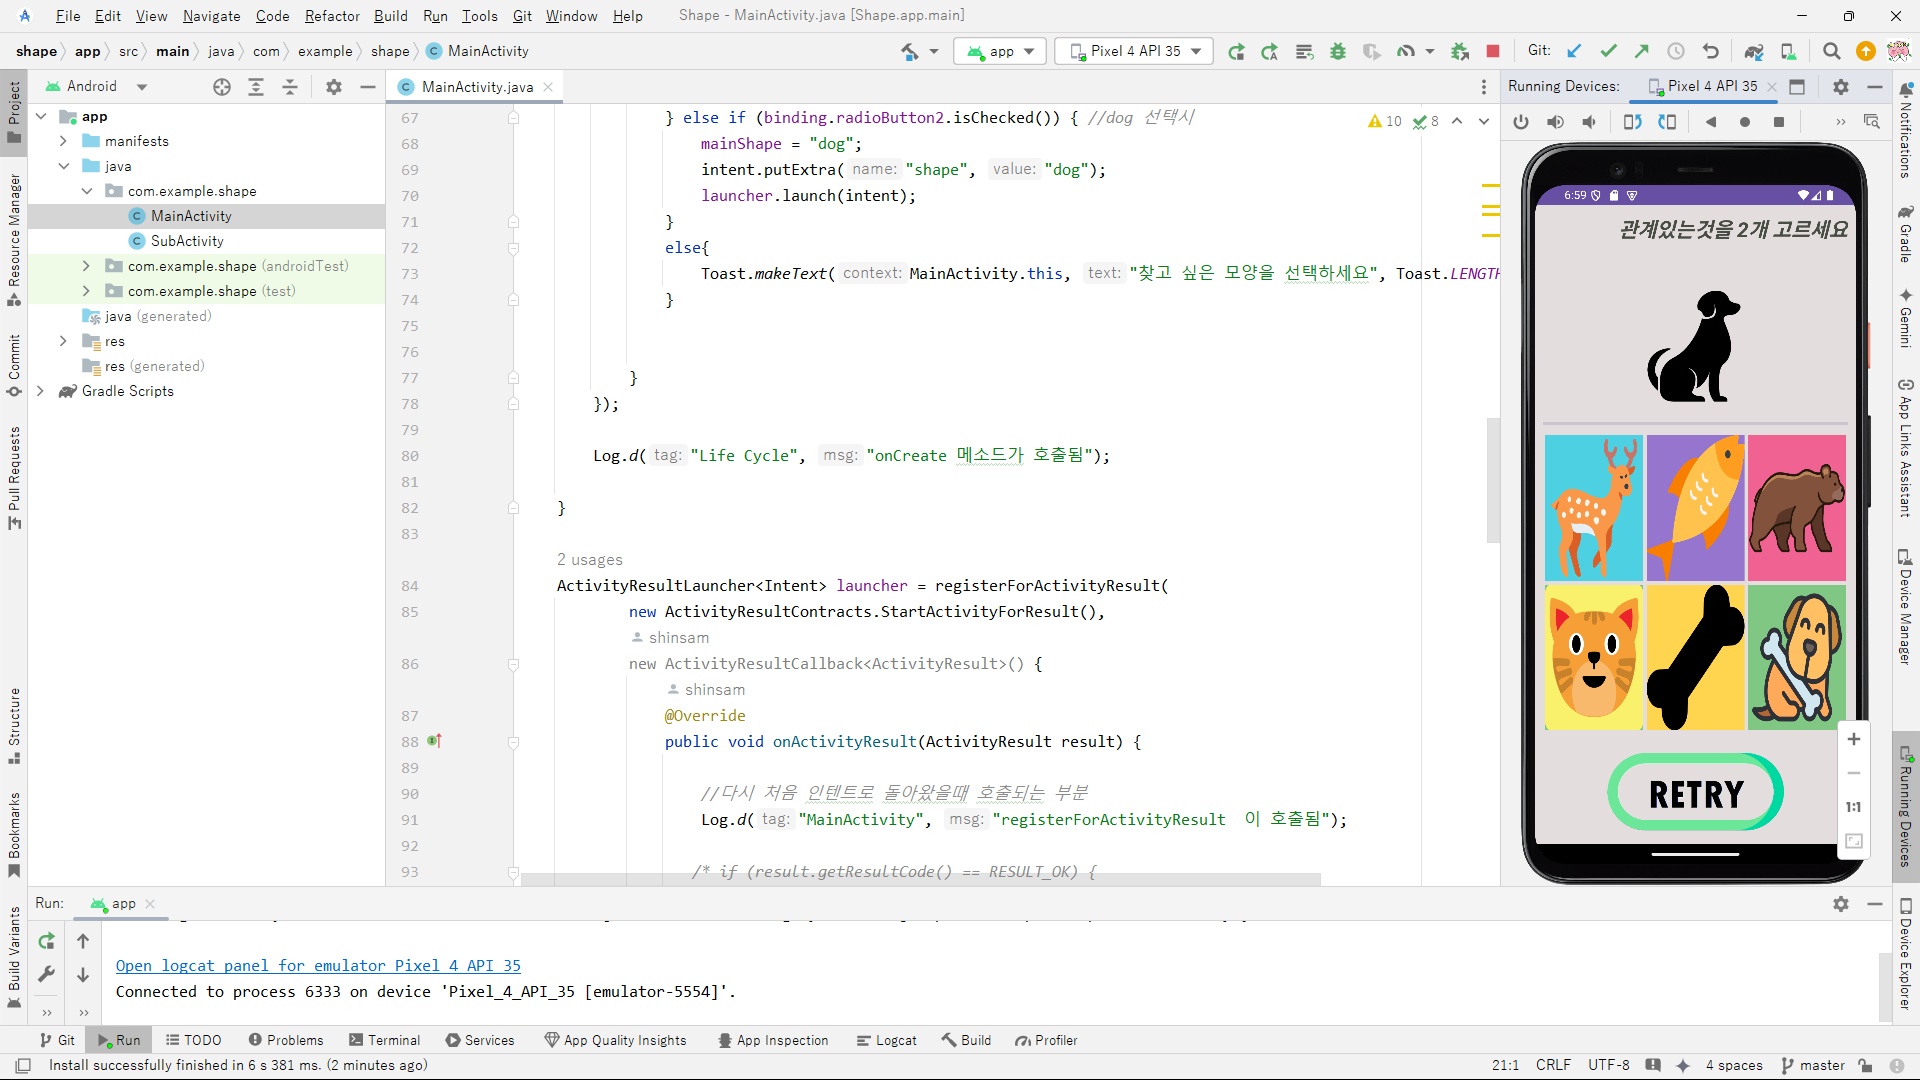 File Edit View Navigate Code Refactor Build Run Tools Git Window Help Shape - MainActivity.java [Shape.app.main]
shape app src main java com example shape MainActivity app Pixel 4 API 35 Git:
Android
MainActivity.java
Running Devices: Pixel 4 API 35
Project
Resource Manager
Commit
Pull Requests
Structure
Bookmarks
Build Variants
app
manifests
java
com.example.shape
MainActivity
SubActivity
com.example.shape (androidTest)
com.example.shape (test)
java (generated)
res
res (generated)
Gradle Scripts
10 8
67 } else if (binding.radioButton2.isChecked()) { //dog 선택시
68 mainShape = "dog";
69 intent.putExtra( name: "shape", value: "dog");
70 launcher.launch(intent);
71 }
72 else{
73 Toast.makeText( context: MainActivity.this, text: "찾고 싶은 모양을 선택하세요", Toast.LENGTH
74 }
75
76
77 }
78 });
79
80 Log.d( tag: "Life Cycle", msg: "onCreate 메소드가 호출됨");
81
82 }
83
2 usages
84 ActivityResultLauncher<Intent> launcher = registerForActivityResult(
85 new ActivityResultContracts.StartActivityForResult(),
shinsam
86 new ActivityResultCallback<ActivityResult>() {
shinsam
87 @Override
88 public void onActivityResult(ActivityResult result) {
89
90 //다시 처음 인텐트로 돌아왔을때 호출되는 부분
91 Log.d( tag: "MainActivity", msg: "registerForActivityResult 이 호출됨");
92
93 /* if (result.getResultCode() == RESULT_OK) {
6:59
관계있는것을 2개 고르세요
RETRY
1:1
Notifications
Gradle
Gemini
App Links Assistant
Device Manager
Running Devices
Device Explorer
Run: app
Open logcat panel for emulator Pixel 4 API 35
Connected to process 6333 on device 'Pixel_4_API_35 [emulator-5554]'.
Git Run TODO Problems Terminal Services App Quality Insights App Inspection Logcat Build Profiler
Install successfully finished in 6 s 381 ms. (2 minutes ago) 21:1 CRLF UTF-8 4 spaces master